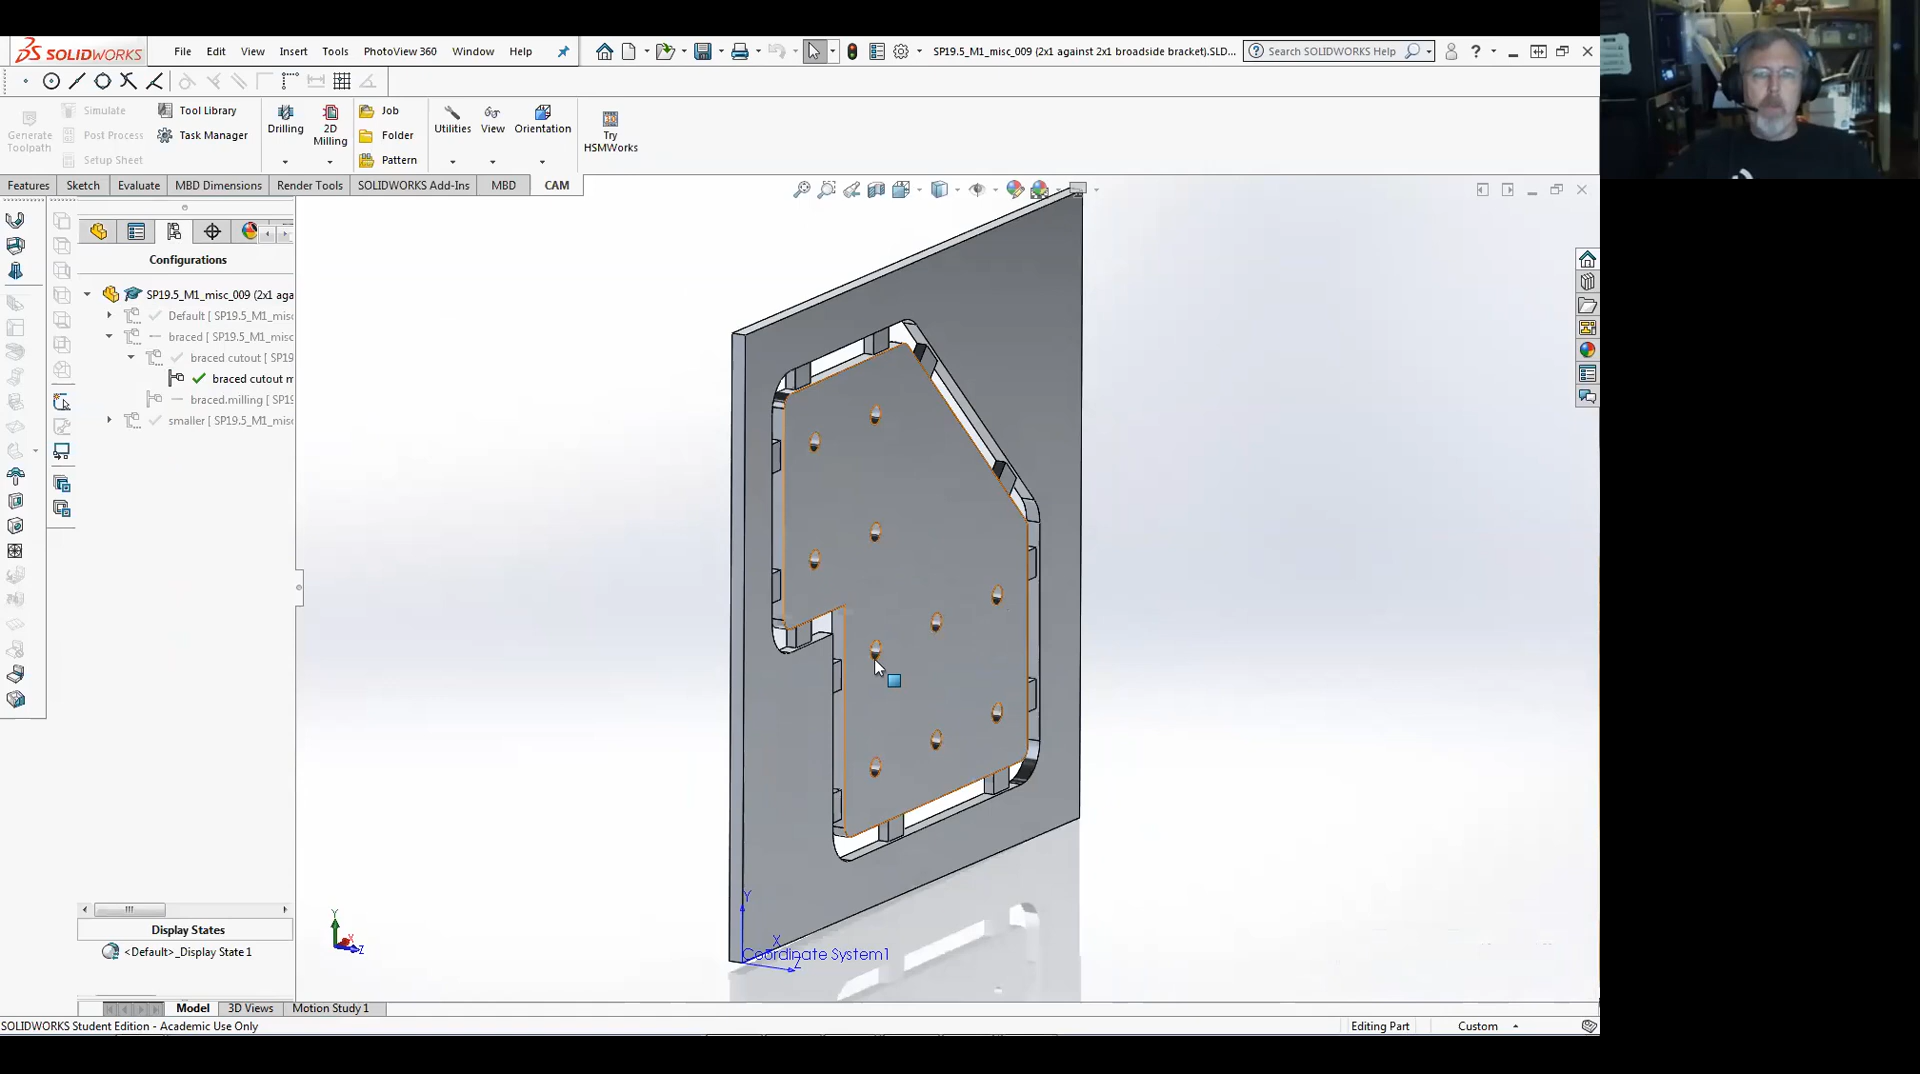 SOLIDWORKS File Edit View Insert Tools PhotoView 360 Window Help SP19.5_M1_misc_009 (2x1 against 2x1 broadside bracket).SLD... Search SOLIDWORKS Help ?
Generate Toolpath
Simulate
Post Process
Setup Sheet
Tool Library
Task Manager
Drilling
2D Milling
Job
Folder
Pattern
Utilities
View
Orientation
Try HSMWorks
Features Sketch Evaluate MBD Dimensions Render Tools SOLIDWORKS Add-Ins MBD CAM
Configurations
SP19.5_M1_misc_009 (2x1 aga
Default [ SP19.5_M1_misc
braced [ SP19.5_M1_misc
braced cutout [ SP19
braced cutout m
braced.milling [ SP19
smaller [ SP19.5_M1_misc
Display States
<Default>_Display State 1
Y
X
Z
Y
X
Coordinate System1
Z
Model 3D Views Motion Study 1
SOLIDWORKS Student Edition - Academic Use Only
Editing Part Custom